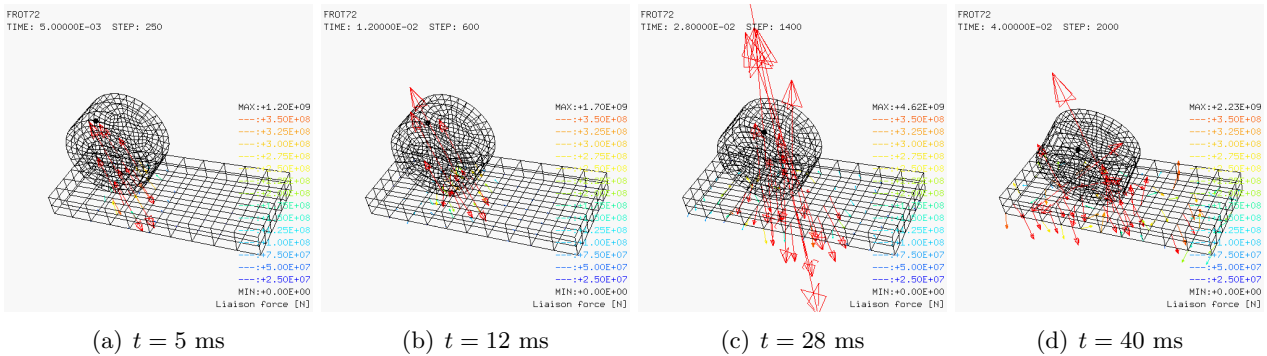 FROT72
TIME: 5.00000E-03 STEP: 250
MAX:+1.20E+09
---:+3.50E+08
---:+3.25E+08
---:+3.00E+08
---:+2.75E+08
---:+5.00E+07
---:+2.50E+07
MIN:+0.00E+00
Liaison force [N]
(a) t = 5 ms
FROT72
TIME: 1.20000E-02 STEP: 600
MAX:+1.70E+09
---:+3.50E+08
---:+3.25E+08
---:+3.00E+08
---:+2.75E+08
---:+5.00E+07
---:+2.50E+07
MIN:+0.00E+00
Liaison force [N]
(b) t = 12 ms
FROT72
TIME: 2.80000E-02 STEP: 1400
MAX:+4.62E+09
---:+3.50E+08
---:+3.25E+08
---:+3.00E+08
---:+2.75E+08
---:+5.00E+07
---:+2.50E+07
MIN:+0.00E+00
Liaison force [N]
(c) t = 28 ms
FROT72
TIME: 4.00000E-02 STEP: 2000
MAX:+2.23E+09
---:+3.50E+08
---:+3.25E+08
---:+3.00E+08
---:+2.75E+08
---:+5.00E+07
---:+2.50E+07
MIN:+0.00E+00
Liaison force [N]
(d) t = 40 ms